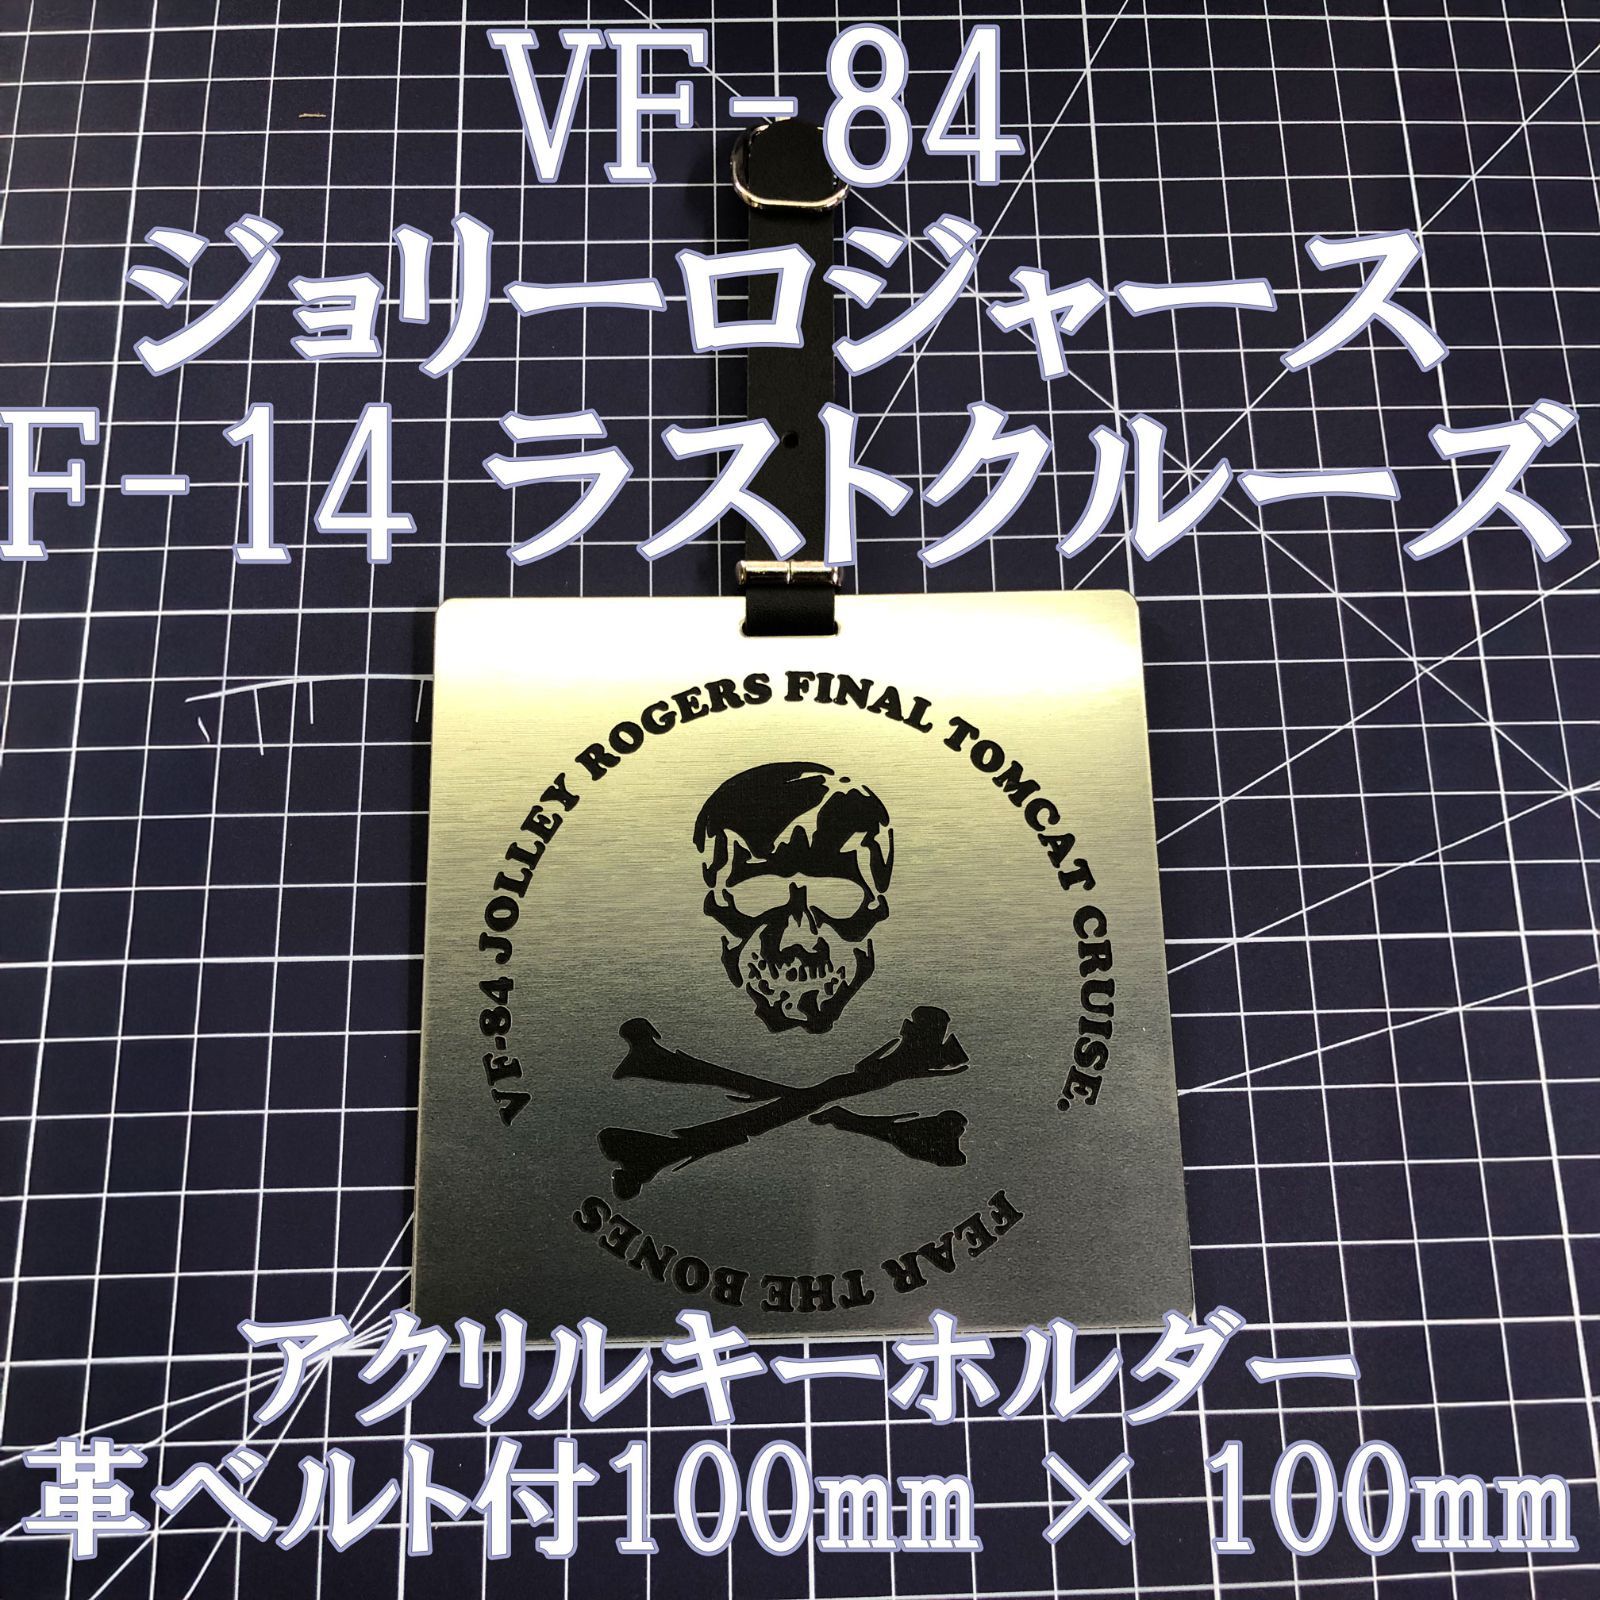 VF-84
ジョリーロジャース
F-14 ラストクルーズ
VF-84 JOLLEY ROGERS FINAL TOMCAT CRUISE.
FEAR THE BONES
アクリルキーホルダー
革ベルト付100mm × 100mm